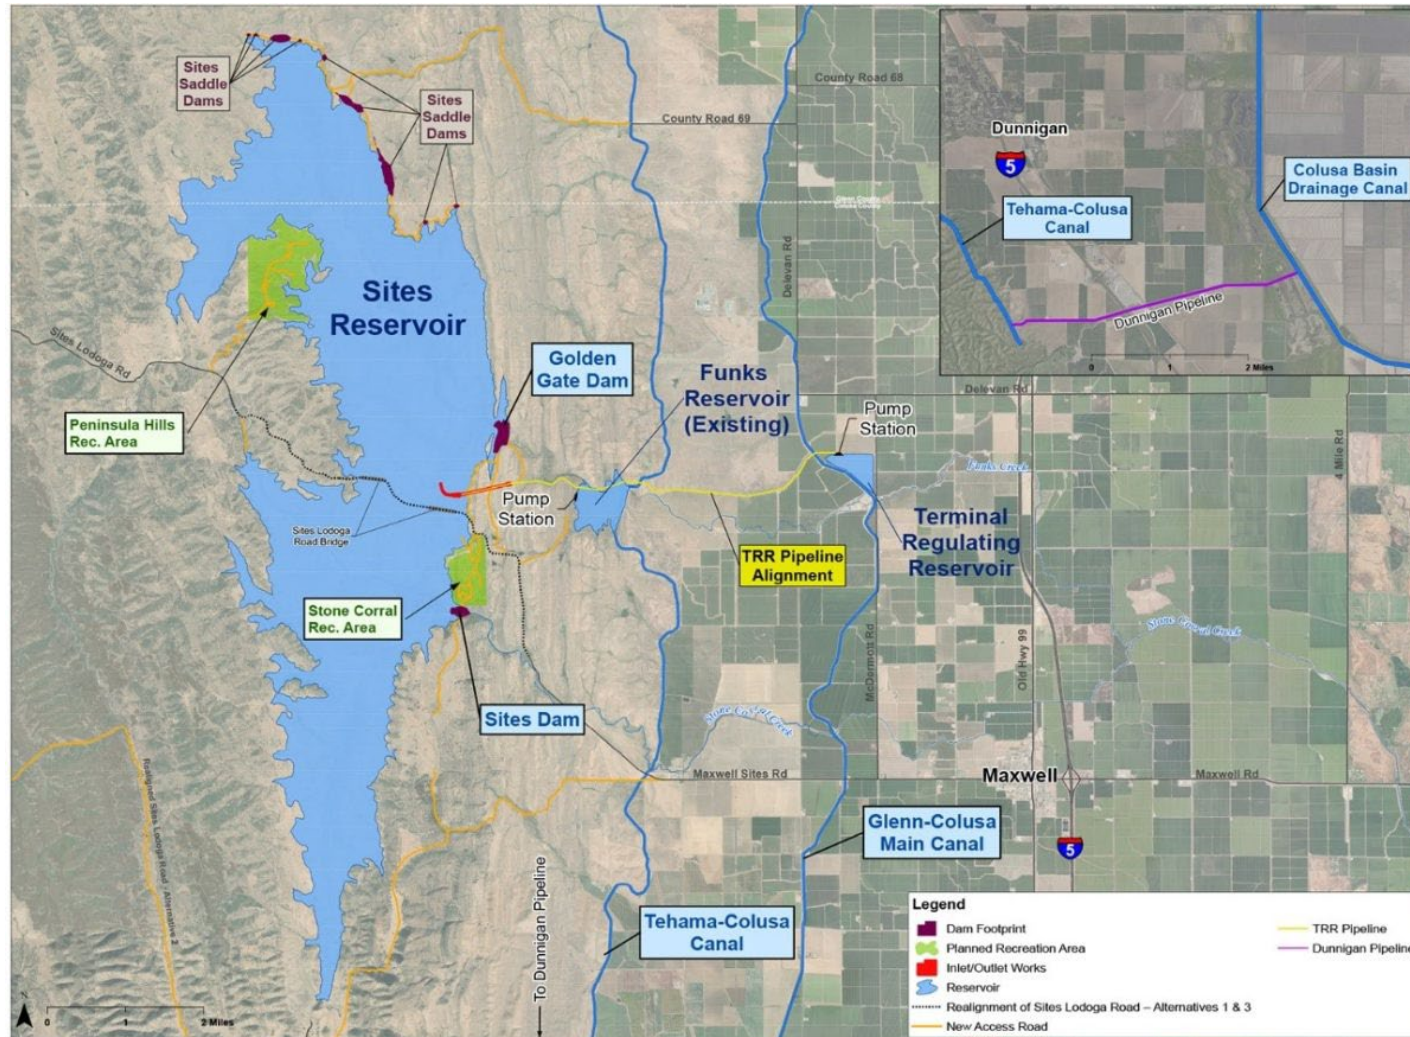 Sites
Saddle
Dams
Sites
Saddle
Dams
County Road 68
County Road 69
Delevan Rd
Sites
Reservoir
Sites Lodoga Rd
Peninsula Hills
Rec. Area
Golden
Gate Dam
Funks
Reservoir
(Existing)
Pump
Station
Pump
Station
Delevan Rd
Funks Creek
4 Mile Rd
Sites Lodoga
Road Bridge
TRR Pipeline
Alignment
Terminal
Regulating
Reservoir
Stone Corral
Rec. Area
Stone Corral Creek
McDermott Rd
Old Hwy 99
Sites Dam
Stone Corral Creek
Maxwell Sites Rd
Maxwell
Maxwell Rd
5
Realigned Sites Lodoga Road - Alternative 2
Glenn-Colusa
Main Canal
Tehama-Colusa
Canal
To Dunnigan Pipeline
0 1 2 Miles
Dunnigan
5
Colusa Basin
Drainage Canal
Tehama-Colusa
Canal
Dunnigan Pipeline
0 1 2 Miles
Legend
Dam Footprint
Planned Recreation Area
Inlet/Outlet Works
Reservoir
Realignment of Sites Lodoga Road – Alternatives 1 & 3
New Access Road
TRR Pipeline
Dunnigan Pipeline
N